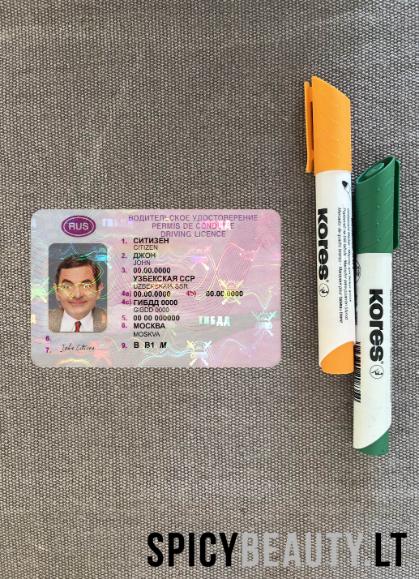 RUS
ВОДИТЕЛЬСКОЕ УДОСТОВЕРЕНИЕ
PERMIS DE CONDUIRE
DRIVING LICENCE
1. СИТИЗЕН
CITIZEN
2. ДЖОН
JOHN
3. 00.00.0000
УЗБЕКСКАЯ ССР
UZBEKSKAIA SSR
4a) 00.00.0000 4b) 00.00.0000
4c) ГИБДД 0000
GIBDD 0000
5. 00 00 000000
8. МОСКВА
MOSKVA
6.
7. John Citizen
9. B B1 M
ГИБДД
kores
kores
SPICYBEAUTY LT